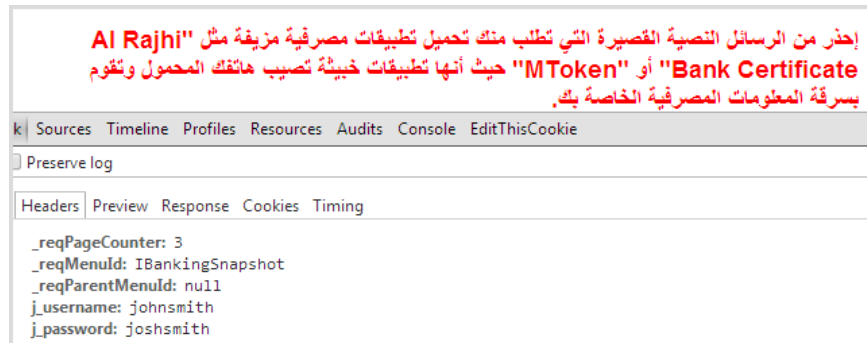 إحذر من الرسائل النصية القصيرة التي تطلب منك تحميل تطبيقات مصرفية مزيفة مثل "Al Rajhi
Bank Certificate" أو "MToken" حيث أنها تطبيقات خبيثة تصيب هاتفك المحمول وتقوم
بسرقة المعلومات المصرفية الخاصة بك.
k Sources Timeline Profiles Resources Audits Console EditThisCookie
Preserve log
Headers Preview Response Cookies Timing
_reqPageCounter: 3
_reqMenuId: IBankingSnapshot
_reqParentMenuId: null
j_username: johnsmith
j_password: joshsmith